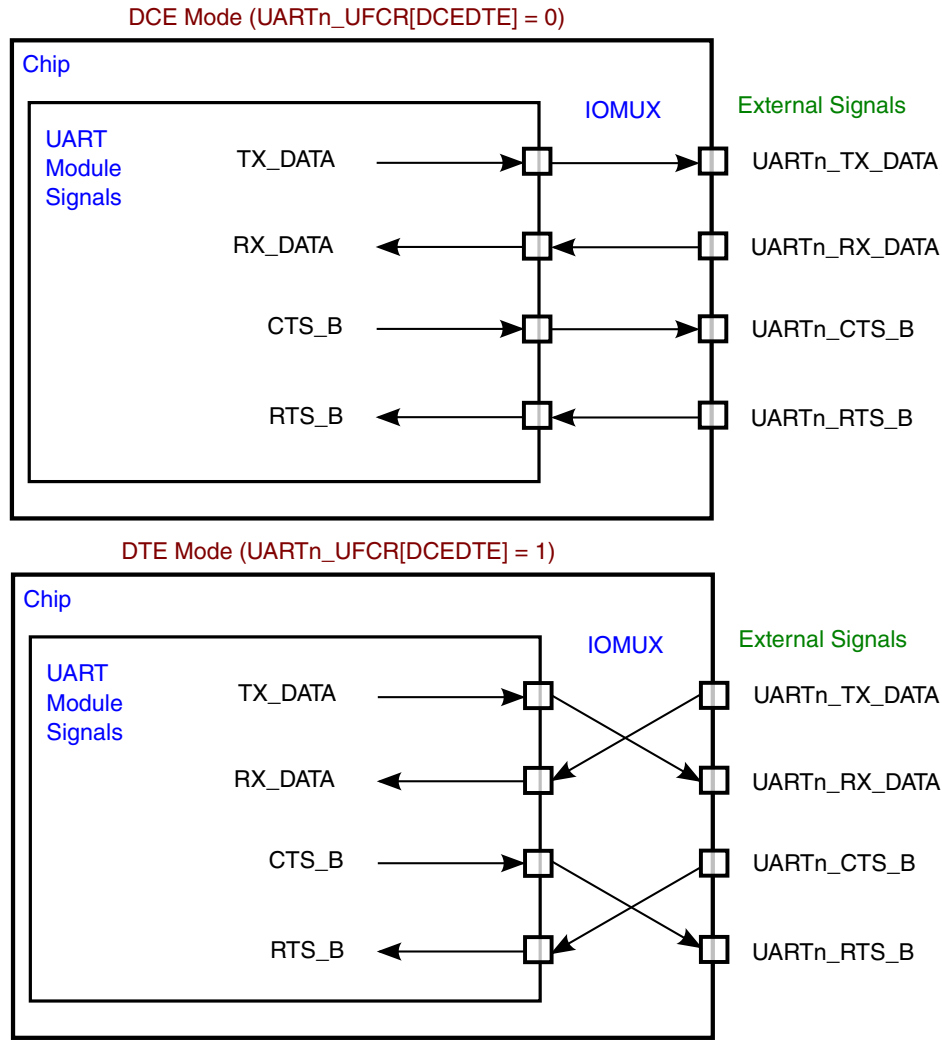 DCE Mode (UARTn_UFCR[DCEDTE] = 0)
Chip
IOMUX
External Signals
UART
Module
Signals
TX_DATA
UARTn_TX_DATA
RX_DATA
UARTn_RX_DATA
CTS_B
UARTn_CTS_B
RTS_B
UARTn_RTS_B
DTE Mode (UARTn_UFCR[DCEDTE] = 1)
Chip
IOMUX
External Signals
UART
Module
Signals
TX_DATA
UARTn_TX_DATA
RX_DATA
UARTn_RX_DATA
CTS_B
UARTn_CTS_B
RTS_B
UARTn_RTS_B